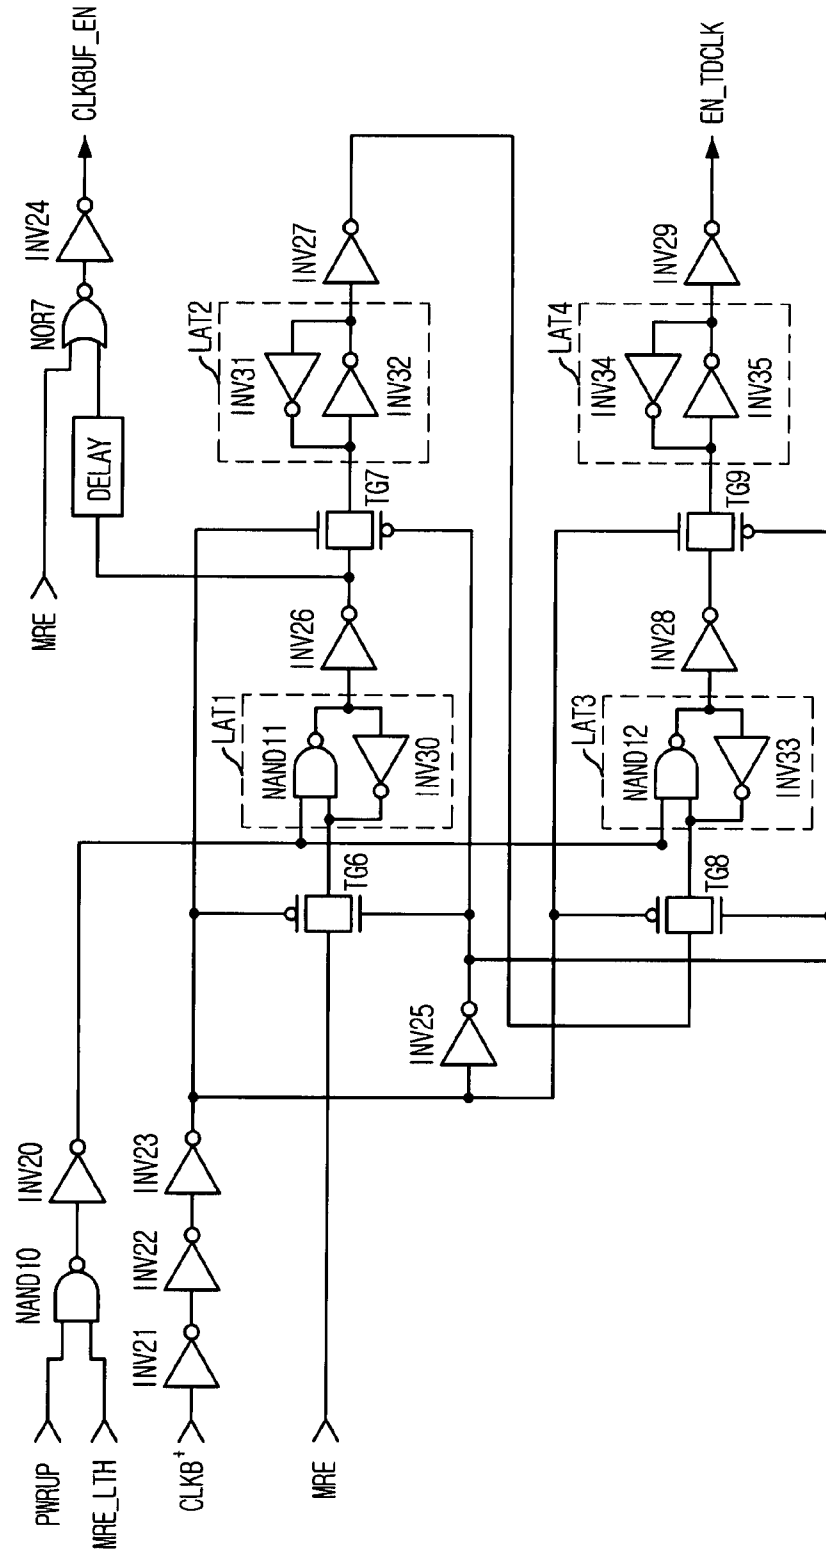 PWRUP
MRE_LTH
NAND10
INV20
CLKB+
INV21
INV22
INV23
MRE
INV25
TG6
LAT1
NAND11
INV30
INV26
MRE
DELAY
NOR7
INV24
CLKBUF_EN
TG7
LAT2
INV31
INV32
INV27
TG8
LAT3
NAND12
INV33
INV28
TG9
LAT4
INV34
INV35
INV29
EN_TDCLK